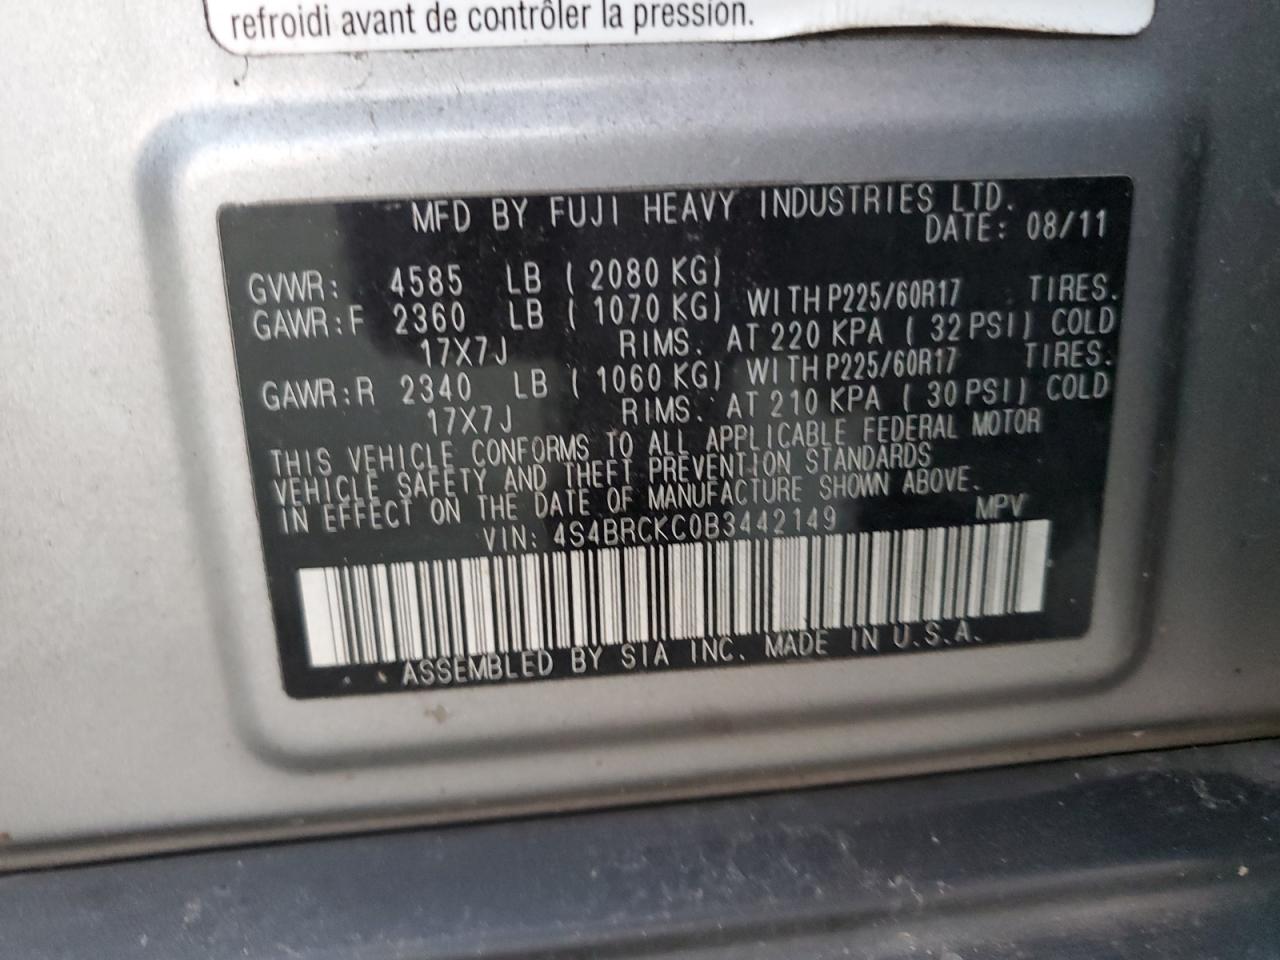 refroidi avant de contrôler la pression.
MFD BY FUJI HEAVY INDUSTRIES LTD.
DATE: 08/11
GVWR: 4585 LB ( 2080 KG)
GAWR:F 2360 LB ( 1070 KG) WITH P225/60R17 TIRES.
17X7J RIMS. AT 220 KPA ( 32 PSI) COLD
GAWR:R 2340 LB ( 1060 KG) WITH P225/60R17 TIRES.
17X7J RIMS. AT 210 KPA ( 30 PSI) COLD
THIS VEHICLE CONFORMS TO ALL APPLICABLE FEDERAL MOTOR
VEHICLE SAFETY AND THEFT PREVENTION STANDARDS
IN EFFECT ON THE DATE OF MANUFACTURE SHOWN ABOVE.
VIN: 4S4BRCKC0B3442149 MPV
ASSEMBLED BY SIA INC. MADE IN U.S.A.